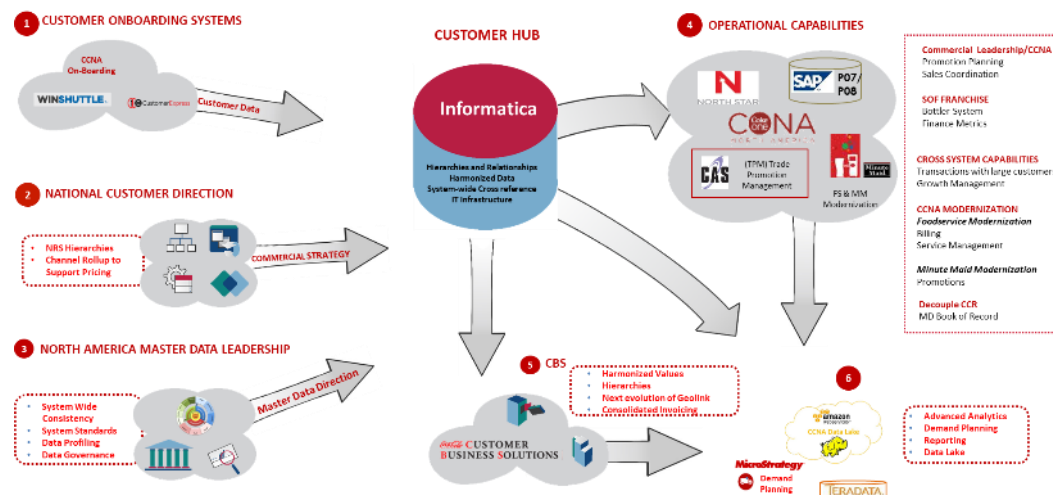 1 CUSTOMER ONBOARDING SYSTEMS
CCNA
On-Boarding
WINSHUTTLE
CustomerExpress
Customer Data
2 NATIONAL CUSTOMER DIRECTION
• NRS Hierarchies
• Channel Rollup to
Support Pricing
COMMERCIAL STRATEGY
3 NORTH AMERICA MASTER DATA LEADERSHIP
• System Wide
Consistency
• System Standards
• Data Profiling
• Data Governance
Master Data Direction
CUSTOMER HUB
Informatica
Hierarchies and Relationships
Harmonized Data
System-wide Cross reference
IT Infrastructure
4 OPERATIONAL CAPABILITIES
N
NORTH STAR
SAP
P07/
P08
Coke
one
CONA
NORTH AMERICA
CAS
(TPM) Trade
Promotion
Management
Minute
Maid
FS & MM
Modernization
Commercial Leadership/CCNA
Promotion Planning
Sales Coordination
SOF FRANCHISE
Bottler System
Finance Metrics
CROSS SYSTEM CAPABILITIES
Transactions with large customers
Growth Management
CCNA MODERNIZATION
Foodservice Modernization
Billing
Service Management
Minute Maid Modernization
Promotions
Decouple CCR
MD Book of Record
5 CBS
• Harmonized Values
• Hierarchies
• Next evolution of Geolink
• Consolidated Invoicing
Coca-Cola CUSTOMER
BUSINESS SOLUTIONS
6
amazon
CCNA Data Lake
MicroStrategy
Demand
Planning
TERADATA
• Advanced Analytics
• Demand Planning
• Reporting
• Data Lake